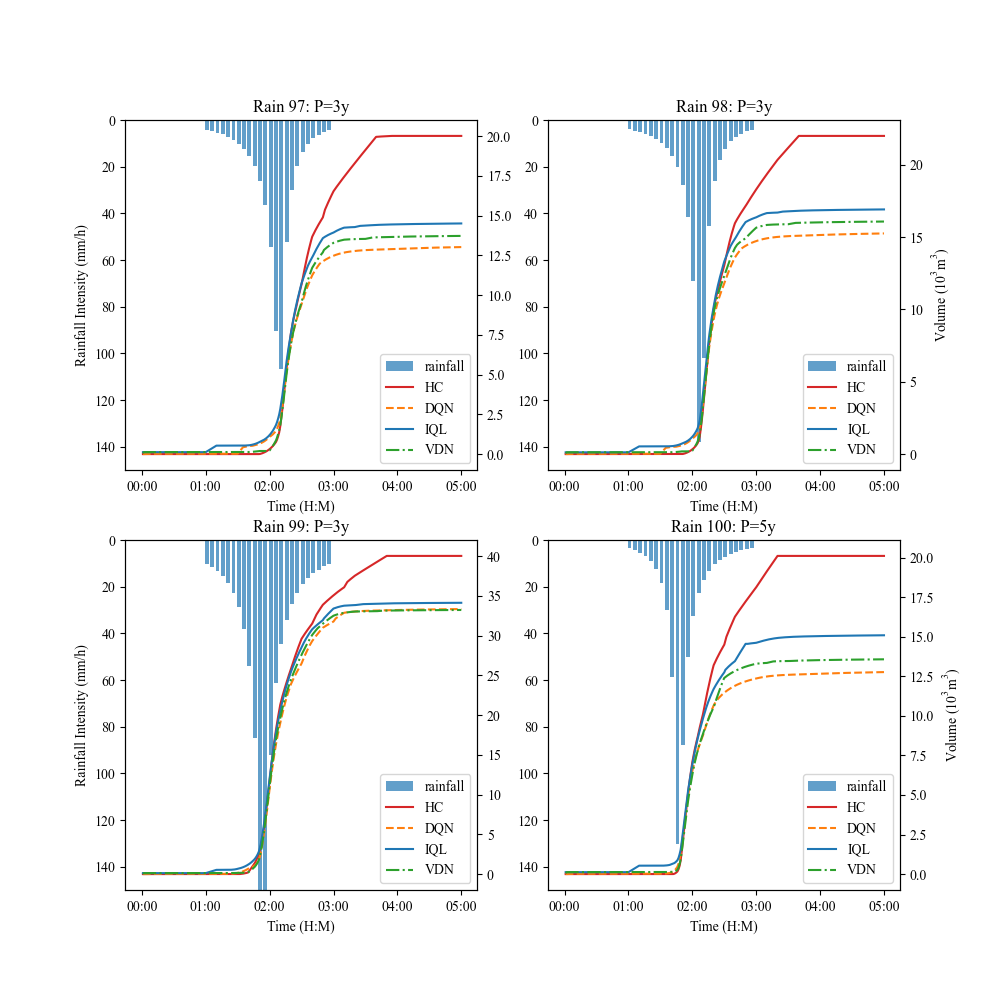 Rain 97: P=3y
Rain 98: P=3y
0
20
40
60
80
100
120
140
Rainfall Intensity (mm/h)
20.0
17.5
15.0
12.5
10.0
7.5
5.0
2.5
0.0
rainfall
HC
DQN
IQL
VDN
00:00 01:00 02:00 03:00 04:00 05:00
Time (H:M)
0
20
40
60
80
100
120
140
20
15
10
5
0
Volume (10³ m³)
rainfall
HC
DQN
IQL
VDN
00:00 01:00 02:00 03:00 04:00 05:00
Time (H:M)
Rain 99: P=3y
Rain 100: P=5y
0
20
40
60
80
100
120
140
Rainfall Intensity (mm/h)
40
35
30
25
20
15
10
5
0
rainfall
HC
DQN
IQL
VDN
00:00 01:00 02:00 03:00 04:00 05:00
Time (H:M)
0
20
40
60
80
100
120
140
20.0
17.5
15.0
12.5
10.0
7.5
5.0
2.5
0.0
Volume (10³ m³)
rainfall
HC
DQN
IQL
VDN
00:00 01:00 02:00 03:00 04:00 05:00
Time (H:M)